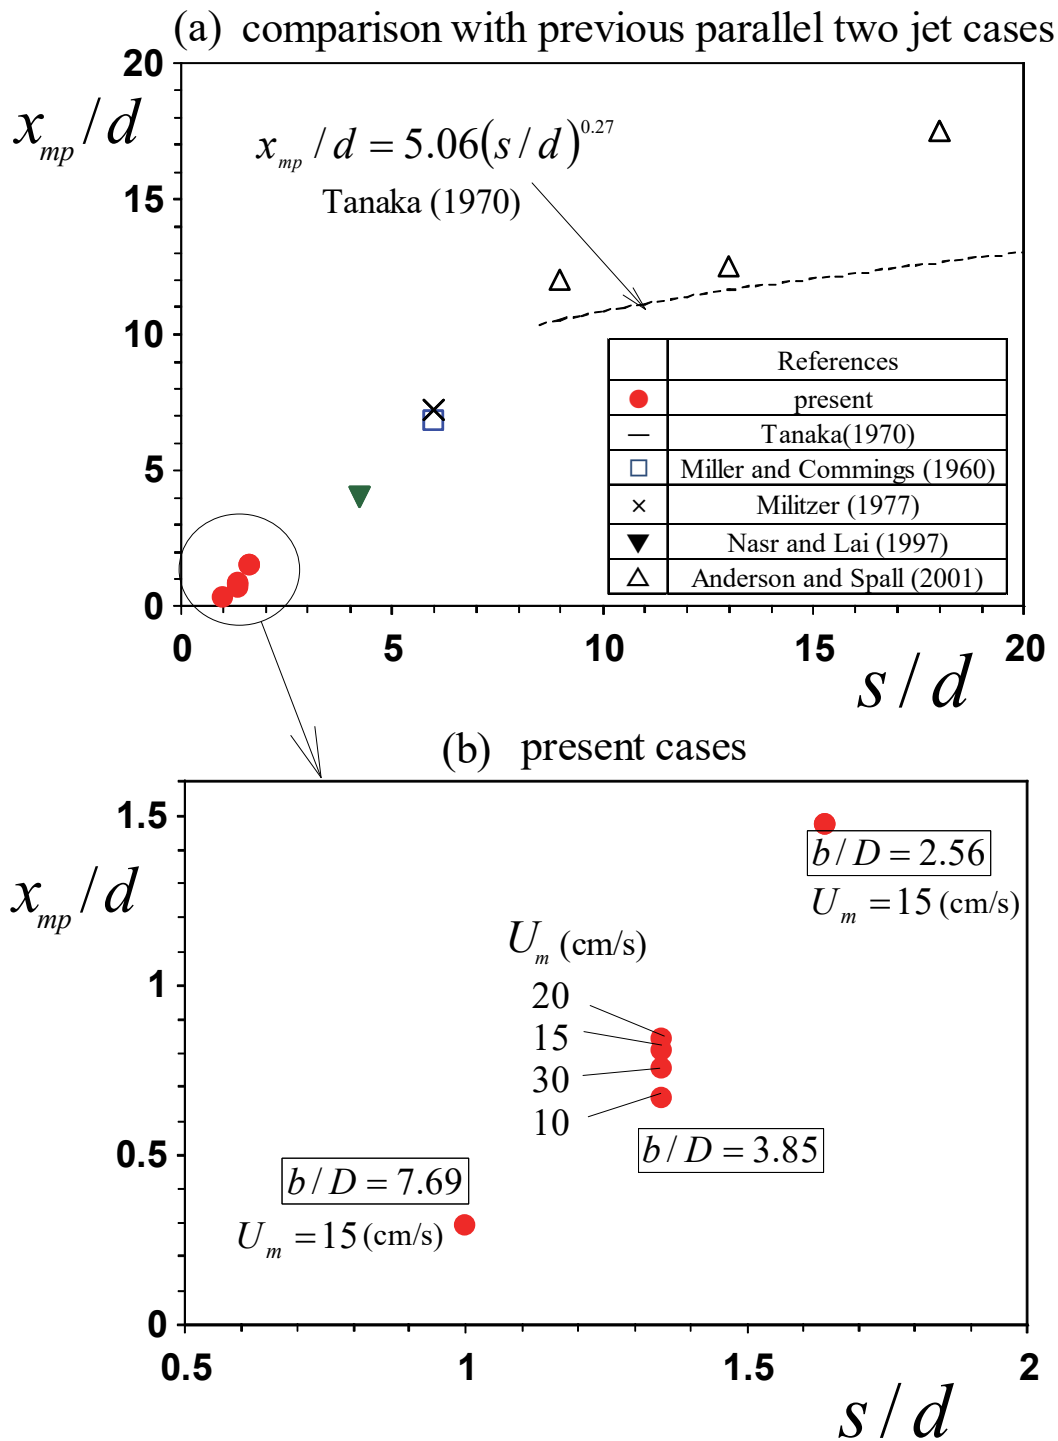 (a) comparison with previous parallel two jet cases
x_mp / d
20
15
10
5
0
x_mp / d = 5.06(s/d)^0.27
Tanaka (1970)
References
present
Tanaka(1970)
Miller and Commings (1960)
Militzer (1977)
Nasr and Lai (1997)
Anderson and Spall (2001)
0 5 10 15 20
s / d
(b) present cases
x_mp / d
1.5
1
0.5
0
b / D = 2.56
U_m = 15 (cm/s)
U_m (cm/s)
20
15
30
10
b / D = 3.85
b / D = 7.69
U_m = 15 (cm/s)
0.5 1 1.5 2
s / d